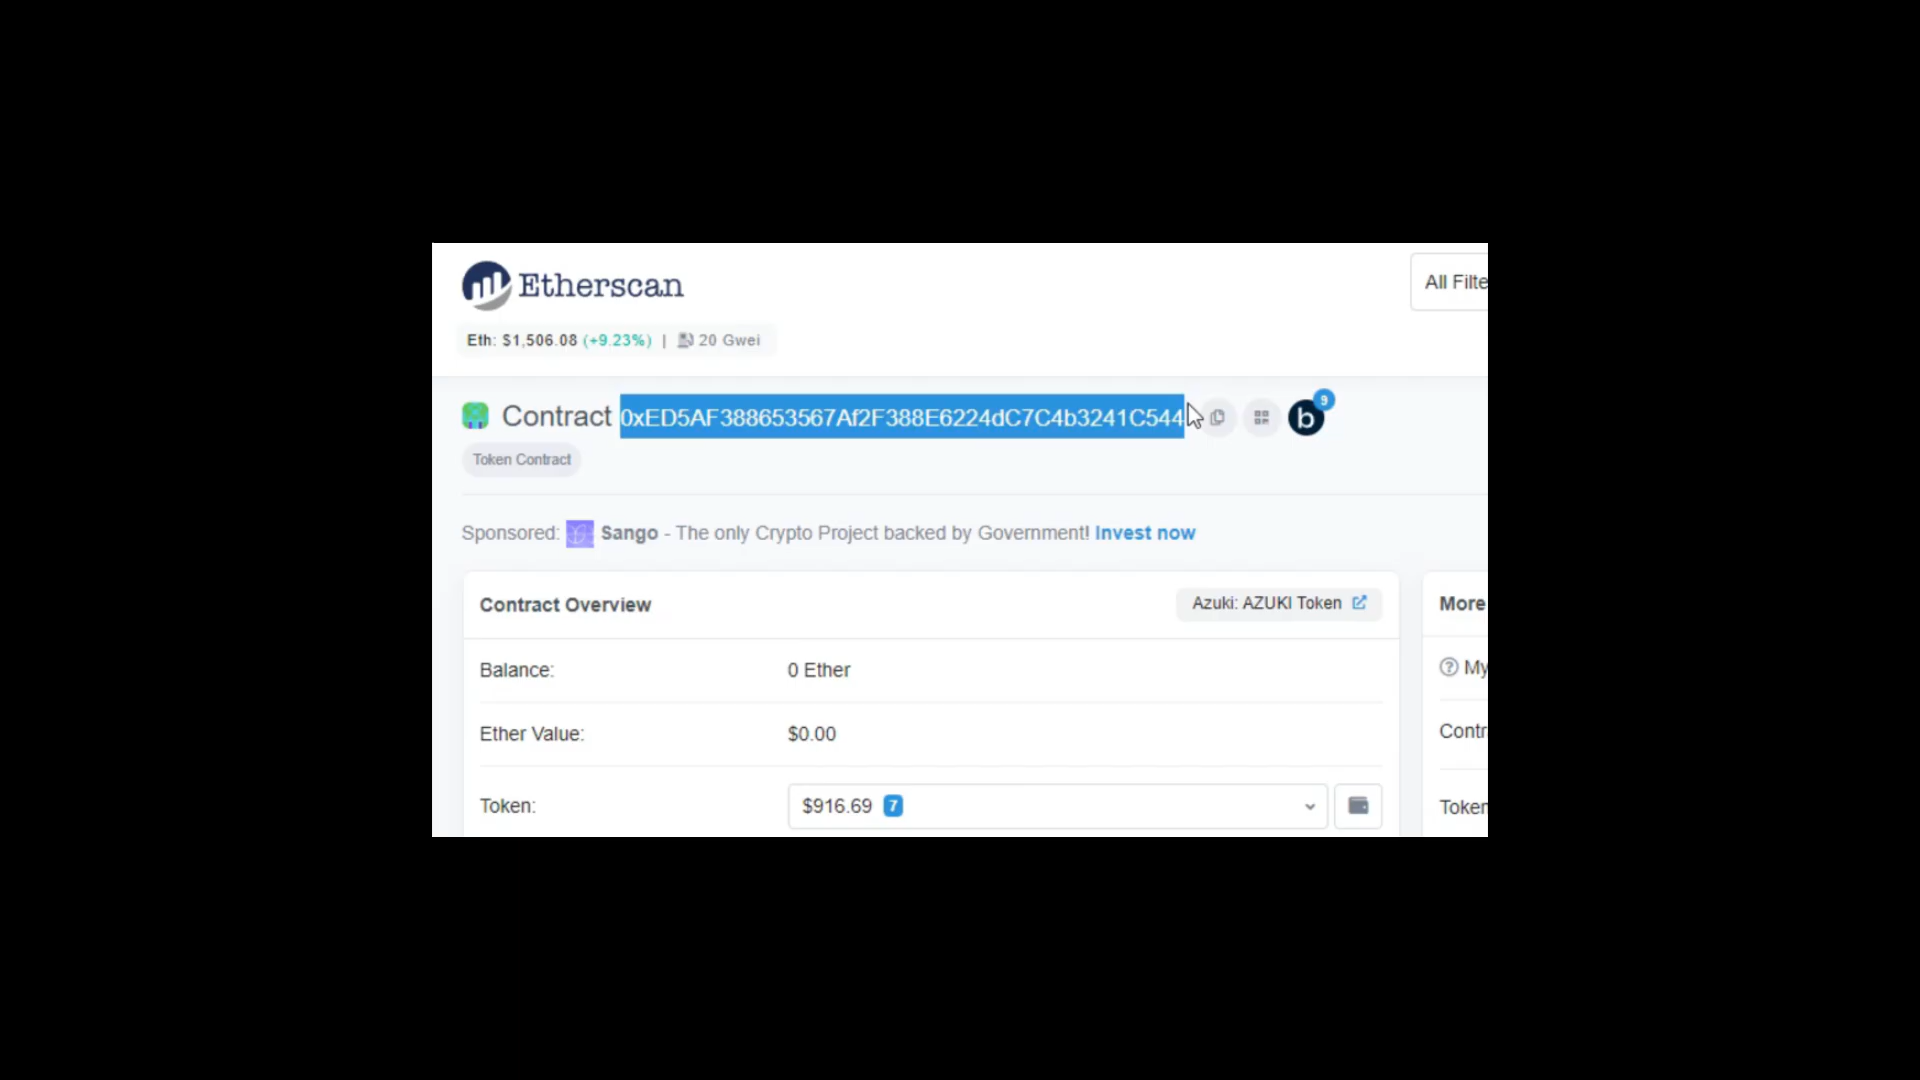 Etherscan
All Filte
Eth: $1,506.08 (+9.23%) | 20 Gwei
Contract 0xED5AF388653567Af2F388E6224dC7C4b3241C544
b 9
Token Contract
Sponsored: Sango - The only Crypto Project backed by Government! Invest now
Contract Overview
Azuki: AZUKI Token
More
Balance: 0 Ether
My
Ether Value: $0.00
Contr
Token: $916.69 7
Token